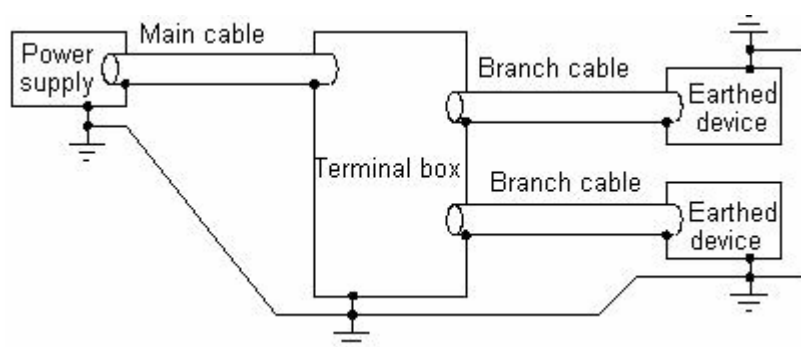 Main cable
Power
supply
Branch cable
Earthed
device
Terminal box
Branch cable
Earthed
device